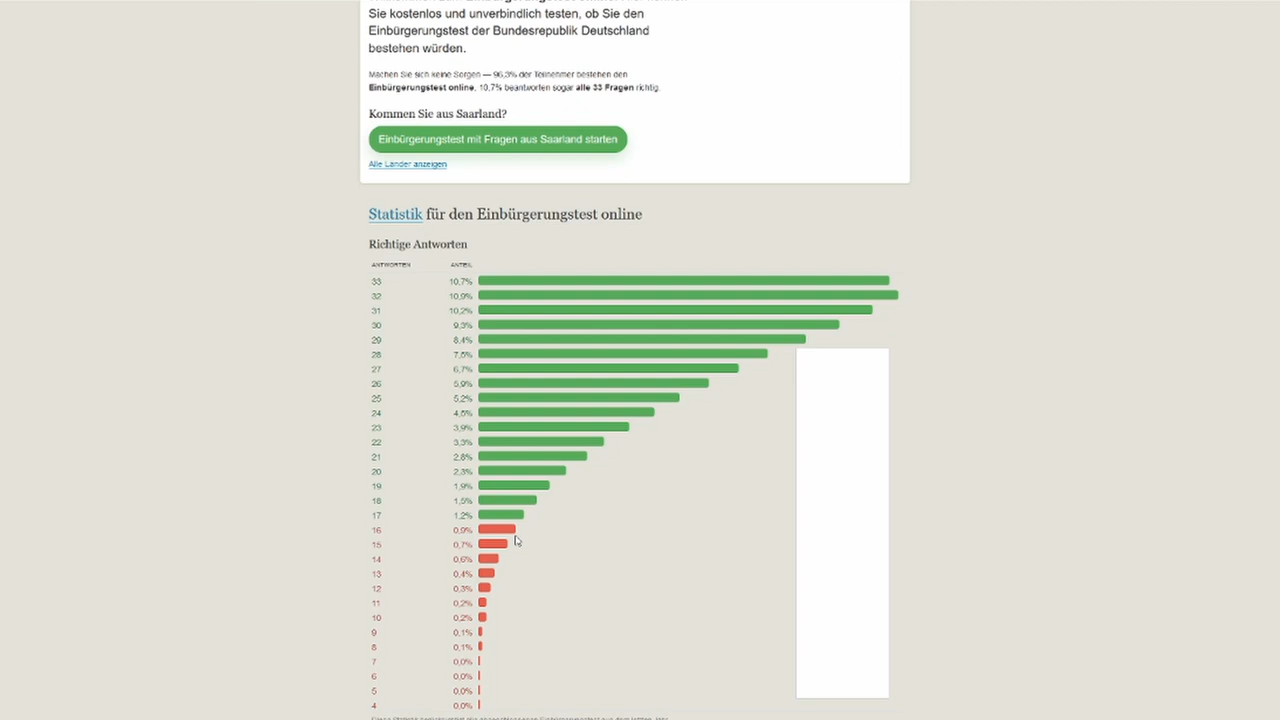 Sie kostenlos und unverbindlich testen, ob Sie den
Einbürgerungstest der Bundesrepublik Deutschland
bestehen würden.
Machen Sie sich keine Sorgen — 96,3% der Teilnehmer bestehen den
Einbürgerungstest online, 10,7% beantworten sogar alle 33 Fragen richtig.
Kommen Sie aus Saarland?
Einbürgerungstest mit Fragen aus Saarland starten
Alle Länder anzeigen
Statistik für den Einbürgerungstest online
Richtige Antworten
ANTWORTEN ANTEIL
33 10,7%
32 10,9%
31 10,2%
30 9,3%
29 8,4%
28 7,5%
27 6,7%
26 5,9%
25 5,2%
24 4,5%
23 3,9%
22 3,3%
21 2,8%
20 2,3%
19 1,9%
18 1,5%
17 1,2%
16 0,9%
15 0,7%
14 0,6%
13 0,4%
12 0,3%
11 0,2%
10 0,2%
9 0,1%
8 0,1%
7 0,0%
6 0,0%
5 0,0%
4 0,0%